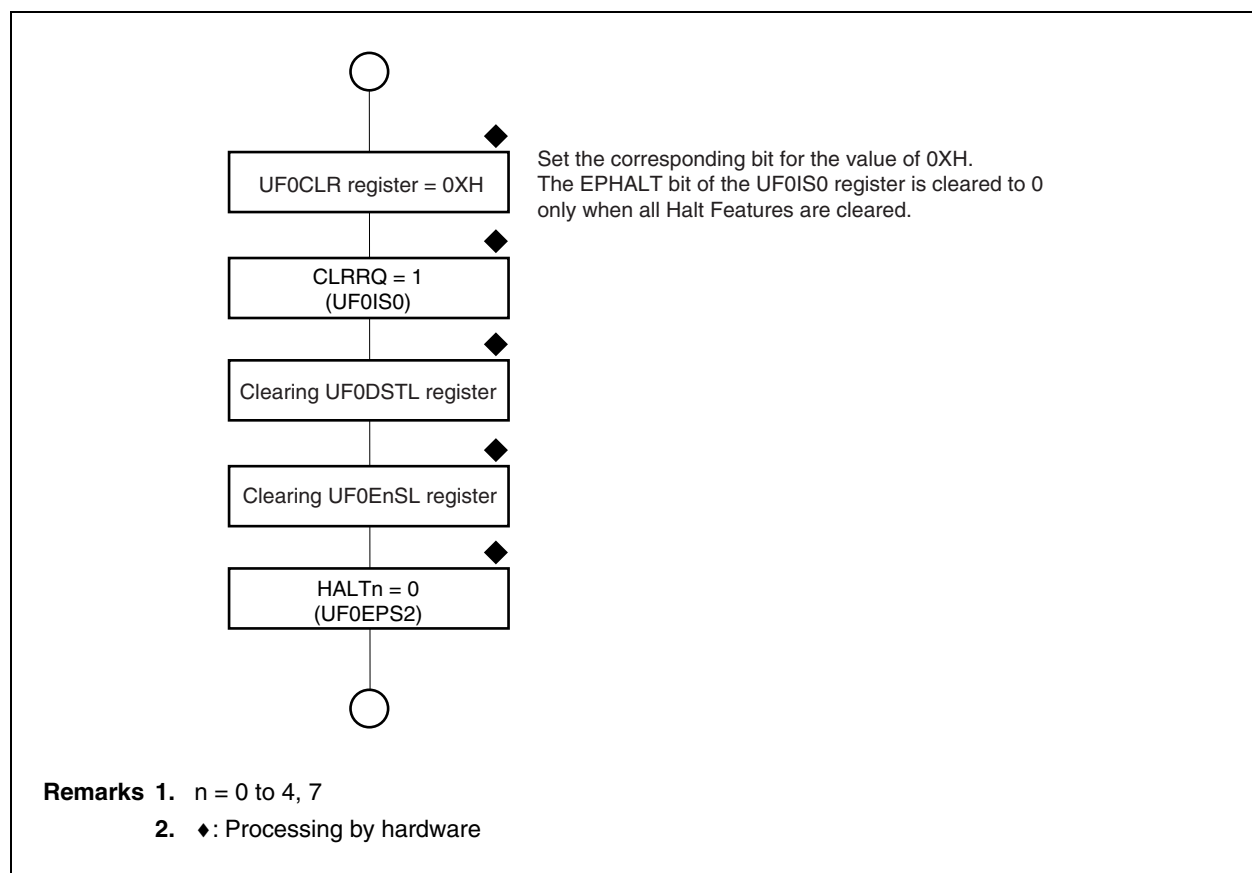 UF0CLR register = 0XH
Set the corresponding bit for the value of 0XH.
The EPHALT bit of the UF0IS0 register is cleared to 0
only when all Halt Features are cleared.
CLRRQ = 1
(UF0IS0)
Clearing UF0DSTL register
Clearing UF0EnSL register
HALTn = 0
(UF0EPS2)
Remarks 1. n = 0 to 4, 7
2. ♦: Processing by hardware